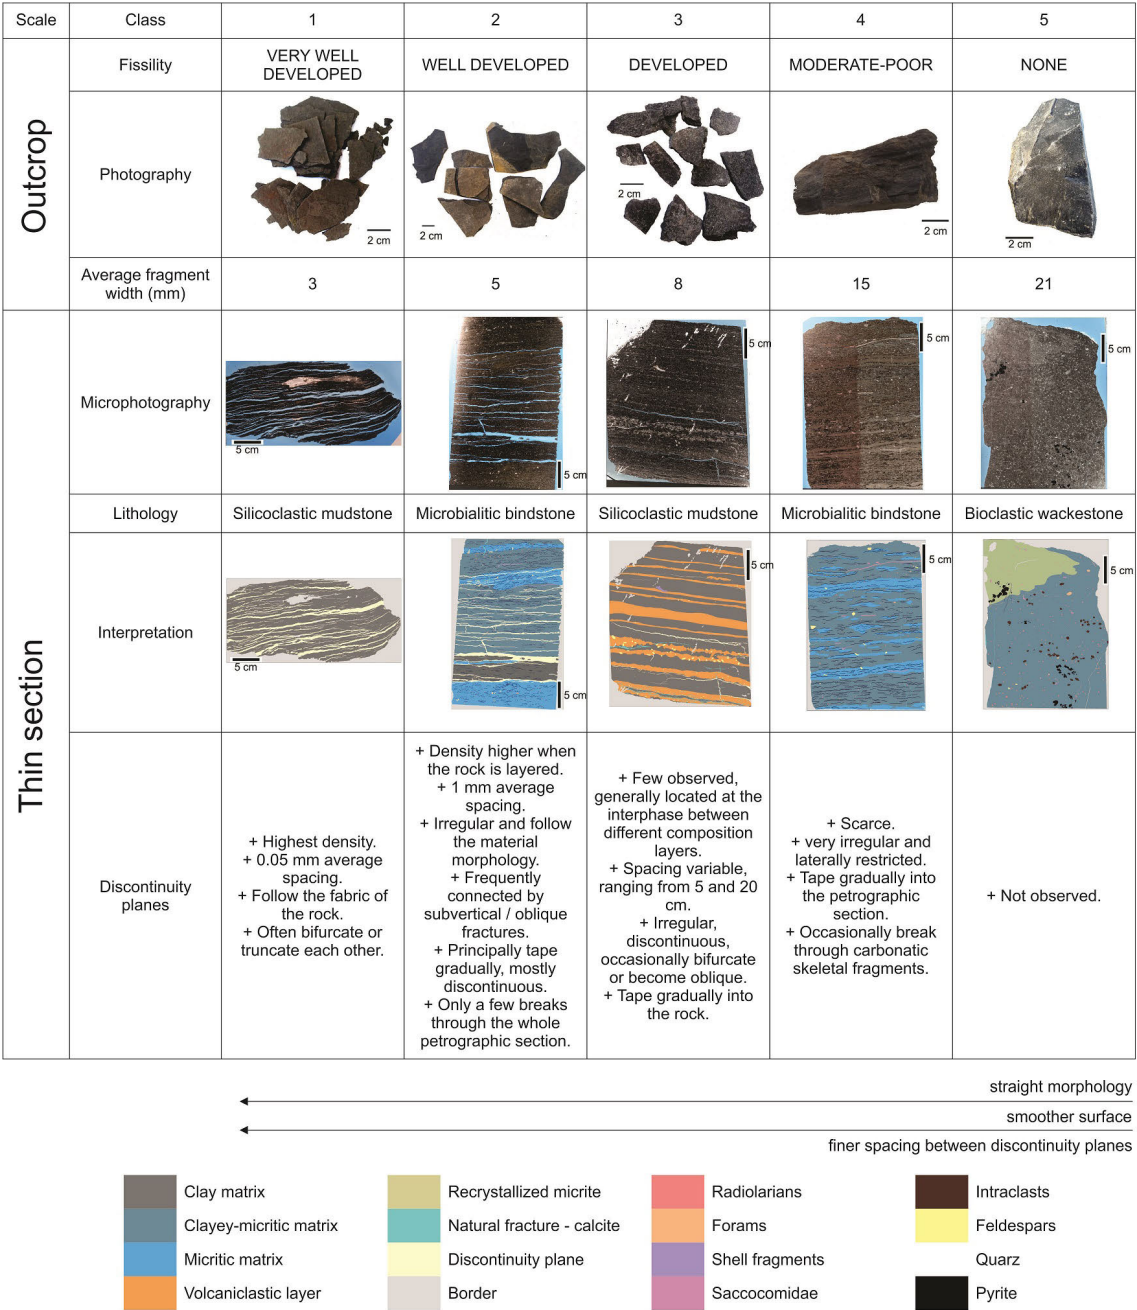 Scale
Class
1
2
3
4
5
Outcrop
Fissility
VERY WELL
DEVELOPED
WELL DEVELOPED
DEVELOPED
MODERATE-POOR
NONE
Photography
2 cm
2 cm
2 cm
2 cm
2 cm
Average fragment
width (mm)
3
5
8
15
21
Thin section
Microphotography
5 cm
5 cm
5 cm
5 cm
5 cm
Lithology
Silicoclastic mudstone
Microbialitic bindstone
Silicoclastic mudstone
Microbialitic bindstone
Bioclastic wackestone
Interpretation
5 cm
5 cm
5 cm
5 cm
5 cm
Discontinuity
planes
+ Highest density.
+ 0.05 mm average
spacing.
+ Follow the fabric of
the rock.
+ Often bifurcate or
truncate each other.
+ Density higher when
the rock is layered.
+ 1 mm average
spacing.
+ Irregular and follow
the material
morphology.
+ Frequently
connected by
subvertical / oblique
fractures.
+ Principally tape
gradually, mostly
discontinuous.
+ Only a few breaks
through the whole
petrographic section.
+ Few observed,
generally located at the
interphase between
different composition
layers.
+ Spacing variable,
ranging from 5 and 20
cm.
+ Irregular,
discontinuous,
occasionally bifurcate
or become oblique.
+ Tape gradually into
the rock.
+ Scarce.
+ very irregular and
laterally restricted.
+ Tape gradually into
the petrographic
section.
+ Occasionally break
through carbonatic
skeletal fragments.
+ Not observed.
straight morphology
smoother surface
finer spacing between discontinuity planes
Clay matrix
Clayey-micritic matrix
Micritic matrix
Volcaniclastic layer
Recrystallized micrite
Natural fracture - calcite
Discontinuity plane
Border
Radiolarians
Forams
Shell fragments
Saccocomidae
Intraclasts
Feldespars
Quarz
Pyrite